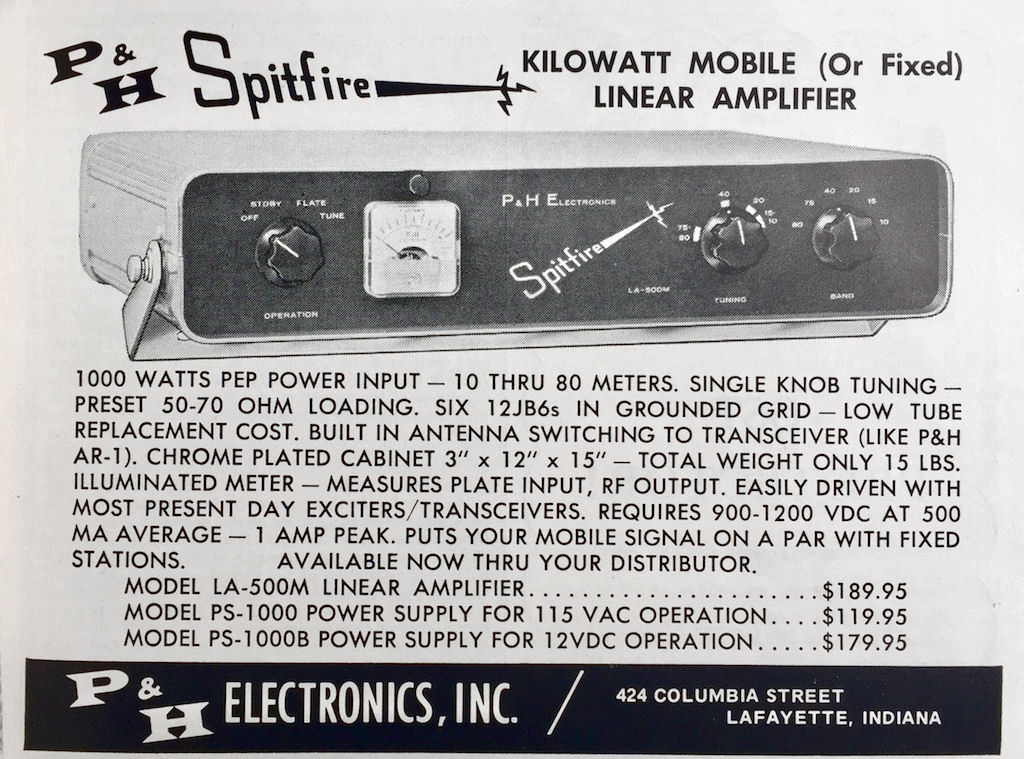 P & H Spitfire KILOWATT MOBILE (Or Fixed)
LINEAR AMPLIFIER
OFF STDBY PLATE TUNE
OPERATION
P & H ELECTRONICS
Spitfire
LA-500M
80 75 40 20 15 10
TUNING
80 75 40 20 15 10
BAND
1000 WATTS PEP POWER INPUT — 10 THRU 80 METERS. SINGLE KNOB TUNING —
PRESET 50-70 OHM LOADING. SIX 12JB6s IN GROUNDED GRID — LOW TUBE
REPLACEMENT COST. BUILT IN ANTENNA SWITCHING TO TRANSCEIVER (LIKE P&H
AR-1). CHROME PLATED CABINET 3” x 12” x 15” — TOTAL WEIGHT ONLY 15 LBS.
ILLUMINATED METER — MEASURES PLATE INPUT, RF OUTPUT. EASILY DRIVEN WITH
MOST PRESENT DAY EXCITERS/TRANSCEIVERS. REQUIRES 900-1200 VDC AT 500
MA AVERAGE — 1 AMP PEAK. PUTS YOUR MOBILE SIGNAL ON A PAR WITH FIXED
STATIONS. AVAILABLE NOW THRU YOUR DISTRIBUTOR.
MODEL LA-500M LINEAR AMPLIFIER......................$189.95
MODEL PS-1000 POWER SUPPLY FOR 115 VAC OPERATION....$119.95
MODEL PS-1000B POWER SUPPLY FOR 12VDC OPERATION.....$179.95
P & H ELECTRONICS, INC. / 424 COLUMBIA STREET
LAFAYETTE, INDIANA